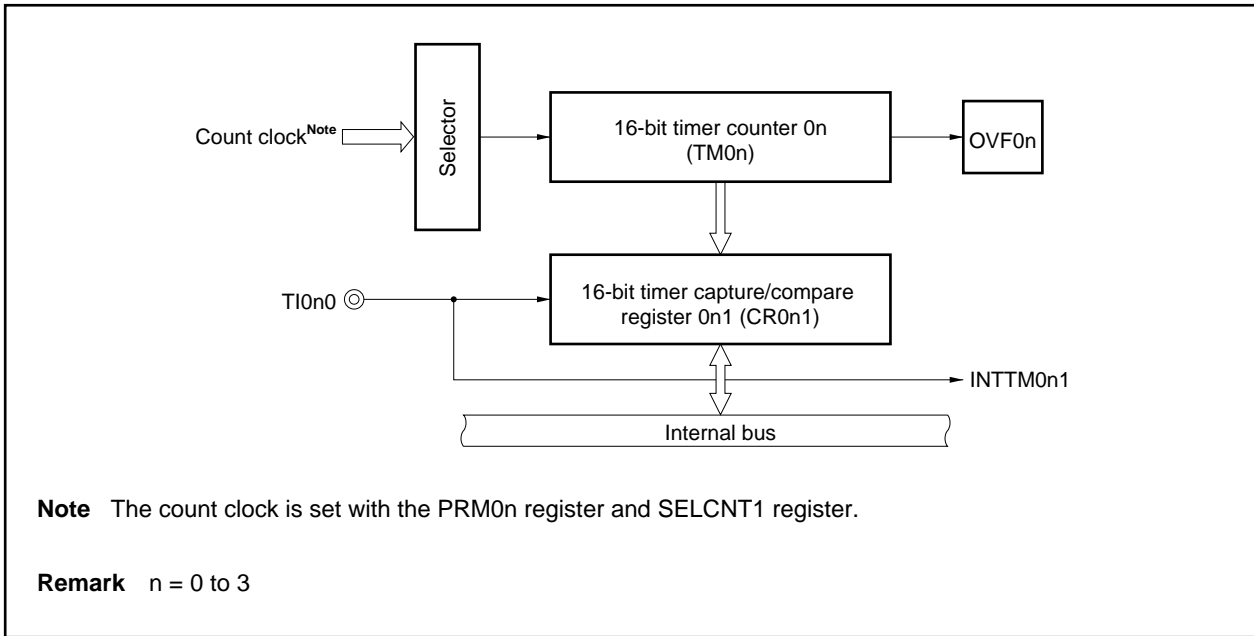 Count clock^Note
Selector
16-bit timer counter 0n
(TM0n)
OVF0n
TI0n0
16-bit timer capture/compare
register 0n1 (CR0n1)
INTTM0n1
Internal bus
Note The count clock is set with the PRM0n register and SELCNT1 register.
Remark n = 0 to 3